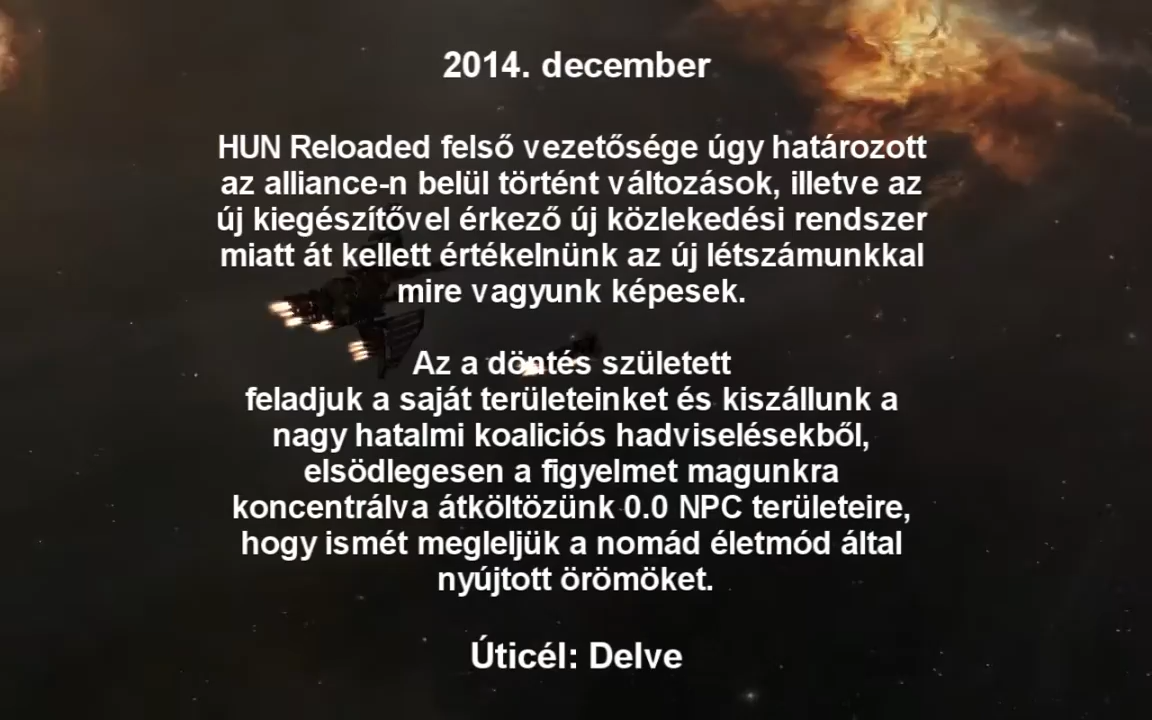 2014. december
HUN Reloaded felső vezetősége úgy határozott
az alliance-n belül történt változások, illetve az
új kiegészítővel érkező új közlekedési rendszer
miatt át kellett értékelnünk az új létszámunkkal
mire vagyunk képesek.
Az a döntés született
feladjuk a saját területeinket és kiszállunk a
nagy hatalmi koaliciós hadviselésekből,
elsödlegesen a figyelmet magunkra
koncentrálva átköltözünk 0.0 NPC területeire,
hogy ismét megleljük a nomád életmód által
nyújtott örömöket.
Úticél: Delve